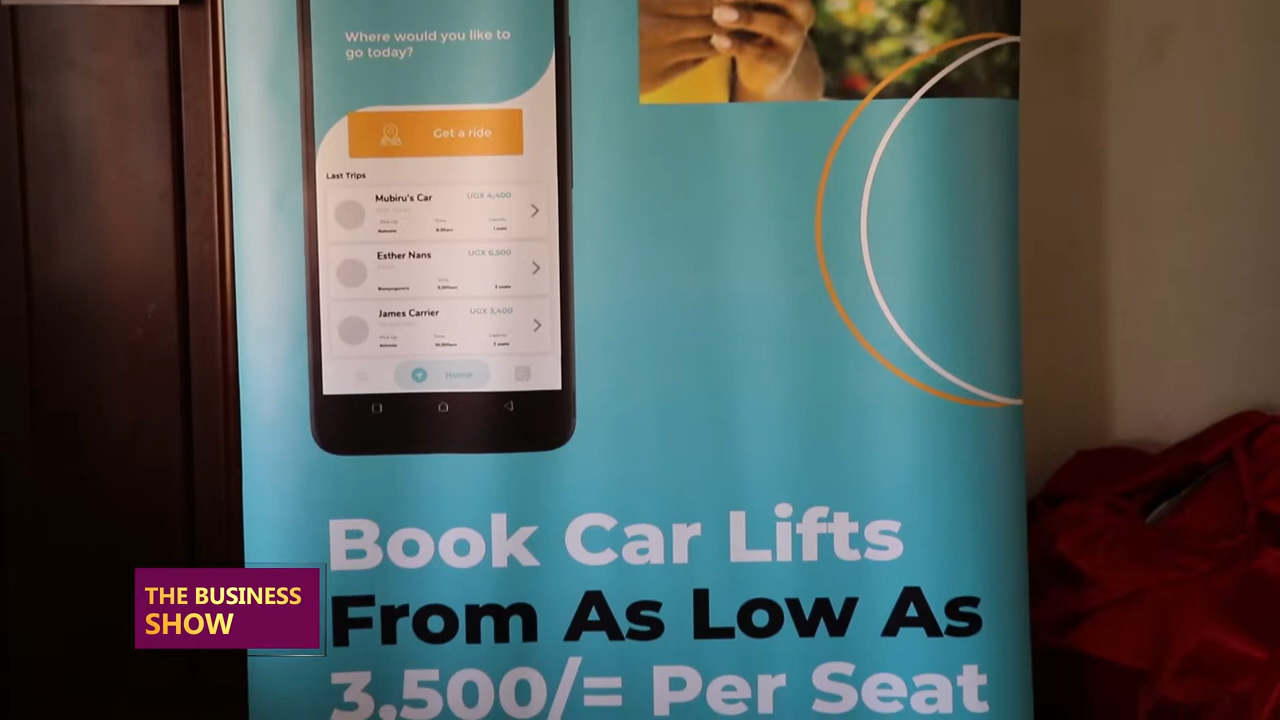 Where would you like to
go today?
Get a ride
Last Trips
Mubiru's Car
UGX 4,400
Esther Nans
UGX 6,500
James Carrier
UGX 3,400
Home
Book Car Lifts
From As Low As
3,500/= Per Seat
THE BUSINESS
SHOW